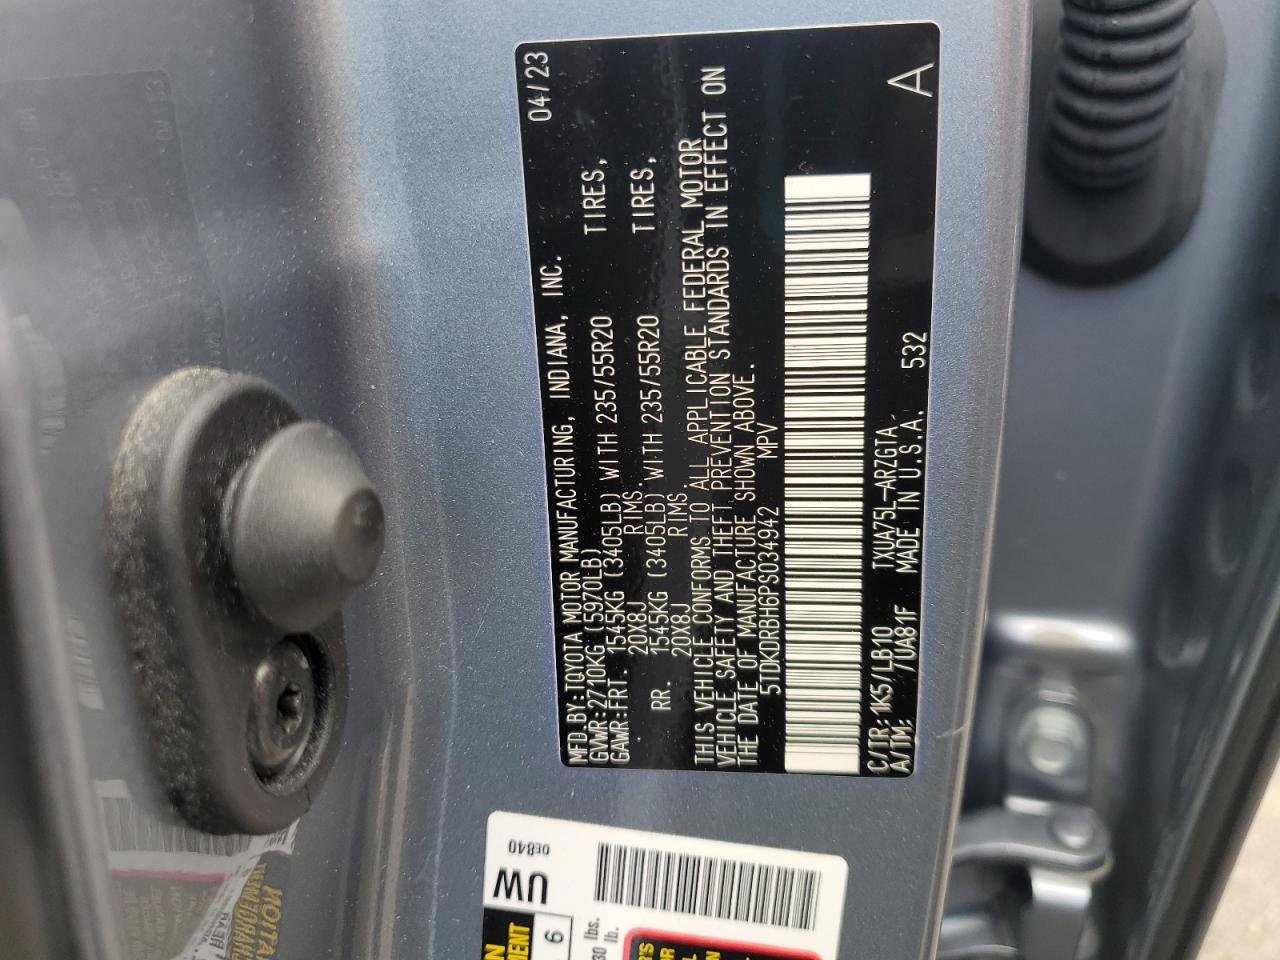 MFD.BY:TOYOTA MOTOR MANUFACTURING, INDIANA, INC. 04/23
GVWR:2710KG (5970LB)
GAWR:FRT. 1545KG (3405LB) WITH 235/55R20 TIRES,
20X8J RIMS.
RR. 1545KG (3405LB) WITH 235/55R20 TIRES,
20X8J RIMS
THIS VEHICLE CONFORMS TO ALL APPLICABLE FEDERAL MOTOR
VEHICLE SAFETY AND THEFT PREVENTION STANDARDS IN EFFECT ON
THE DATE OF MANUFACTURE SHOWN ABOVE.
5TDKDRBH6PS034942 MPV
C/TR:1K5/LB10 TXUA75L-ARZGTA
A/TM: /UA81F MADE IN U.S.A. 532
A
0E840
UW